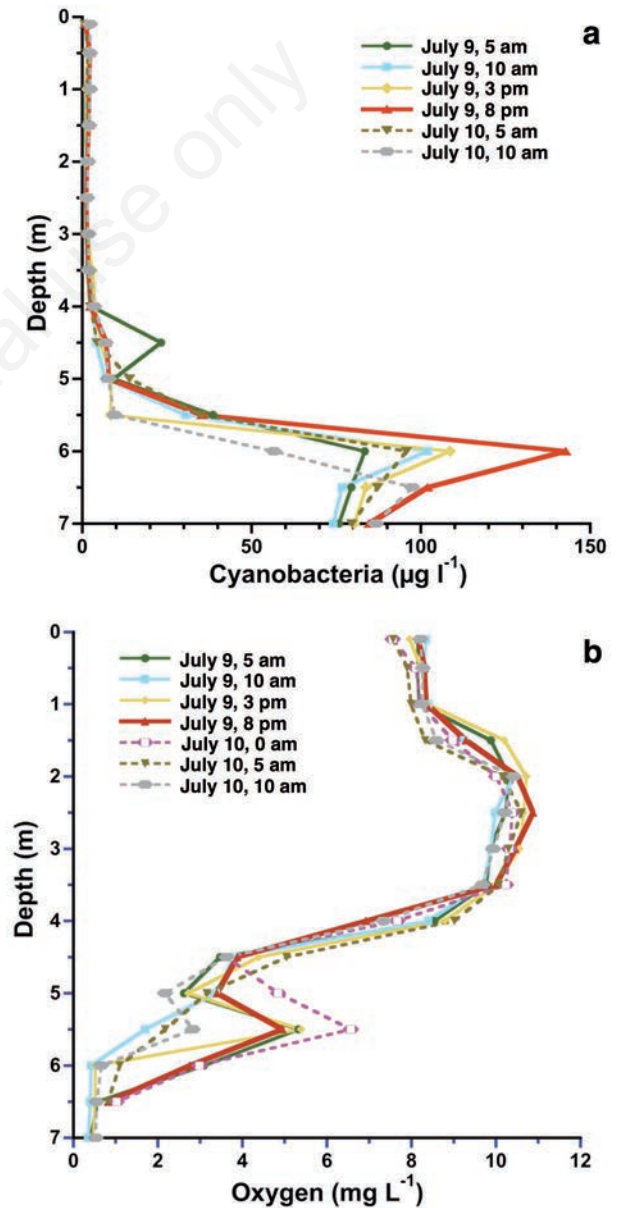 a
0
1
2
3
4
5
6
7
Depth (m)
July 9, 5 am
July 9, 10 am
July 9, 3 pm
July 9, 8 pm
July 10, 5 am
July 10, 10 am
0 50 100 150
Cyanobacteria (µg l⁻¹)
b
0
1
2
3
4
5
6
7
Depth (m)
July 9, 5 am
July 9, 10 am
July 9, 3 pm
July 9, 8 pm
July 10, 0 am
July 10, 5 am
July 10, 10 am
0 2 4 6 8 10 12
Oxygen (mg L⁻¹)
use only